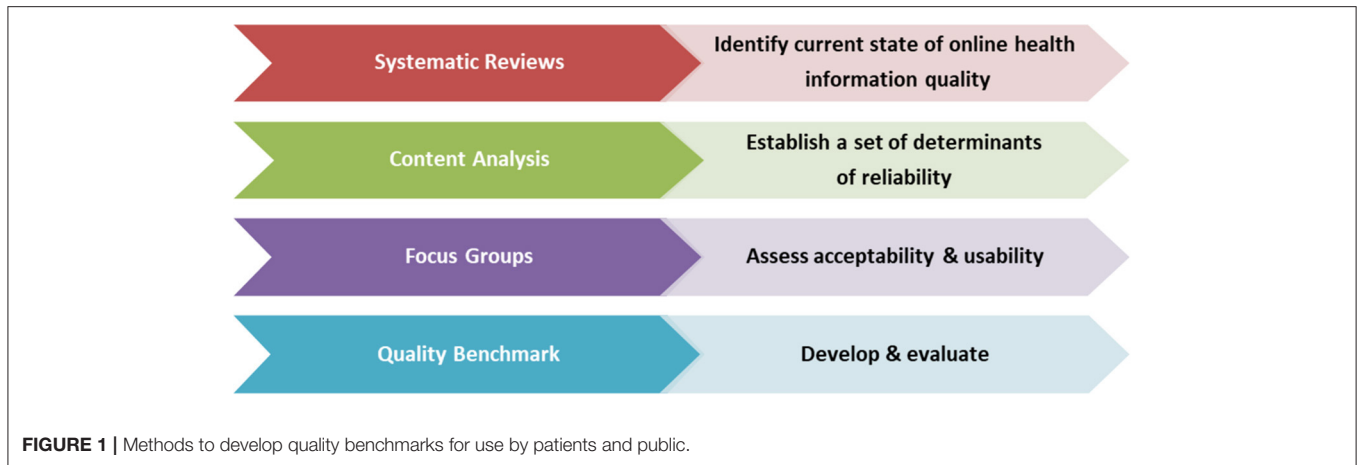 Systematic Reviews
Identify current state of online health
information quality
Content Analysis
Establish a set of determinants
of reliability
Focus Groups
Assess acceptability & usability
Quality Benchmark
Develop & evaluate
FIGURE 1 | Methods to develop quality benchmarks for use by patients and public.